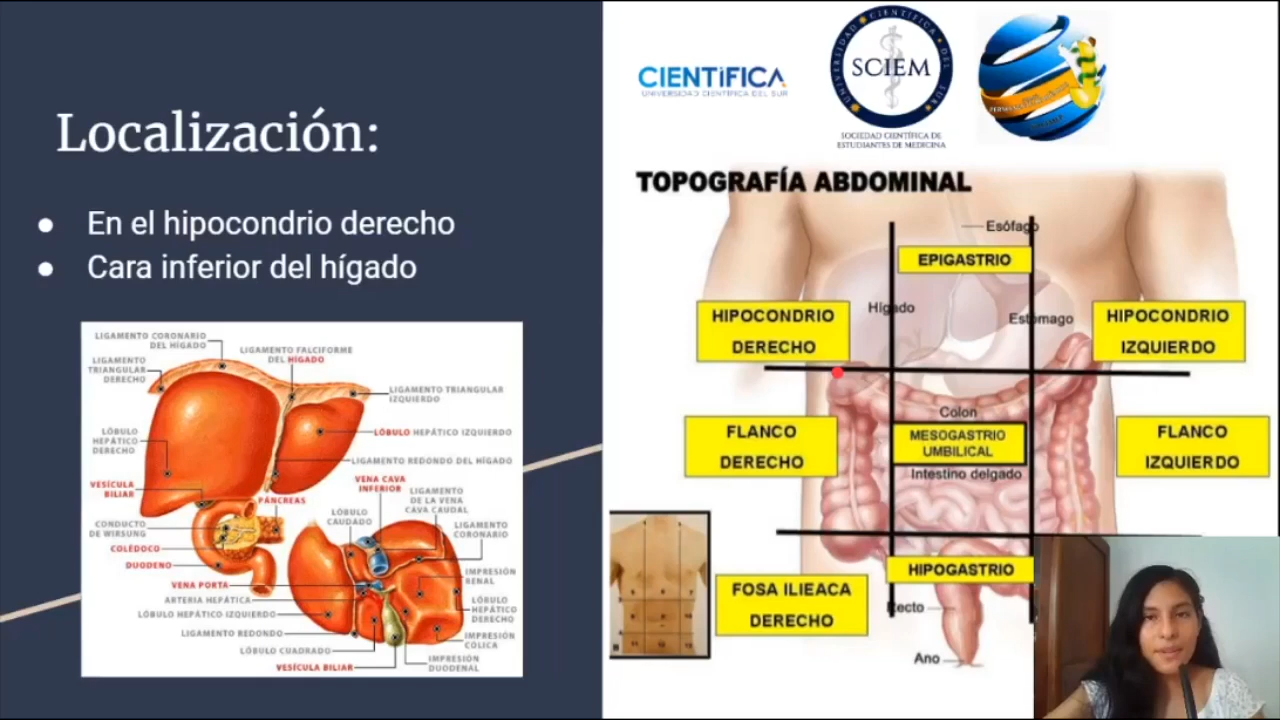 Localización:
● En el hipocondrio derecho
● Cara inferior del hígado
LIGAMENTO CORONARIO
DEL HÍGADO
LIGAMENTO
TRIANGULAR
DERECHO
LIGAMENTO FALCIFORME
DEL HÍGADO
LIGAMENTO TRIANGULAR
IZQUIERDO
LÓBULO
HEPÁTICO
DERECHO
LÓBULO HEPÁTICO IZQUIERDO
LIGAMENTO REDONDO DEL HÍGADO
VESÍCULA
BILIAR
PÁNCREAS
VENA CAVA
INFERIOR
LIGAMENTO
DE LA VENA
CAVA CAUDAL
LÓBULO
CAUDADO
LIGAMENTO
CORONARIO
CONDUCTO
DE WIRSUNG
COLÉDOCO
DUODENO
IMPRESIÓN
RENAL
VENA PORTA
ARTERIA HEPÁTICA
LÓBULO HEPÁTICO IZQUIERDO
LÓBULO
HEPÁTICO
DERECHO
LIGAMENTO REDONDO
IMPRESIÓN
CÓLICA
LÓBULO CUADRADO
IMPRESIÓN
DUODENAL
VESÍCULA BILIAR
CIENTÍFICA
UNIVERSIDAD CIENTÍFICA DEL SUR
UNIVERSIDAD CIENTÍFICA DEL SUR
SCIEM
SOCIEDAD CIENTÍFICA DE
ESTUDIANTES DE MEDICINA
TOPOGRAFÍA ABDOMINAL
Esófago
EPIGASTRIO
Hígado
Estómago
HIPOCONDRIO
DERECHO
HIPOCONDRIO
IZQUIERDO
Colon
FLANCO
DERECHO
MESOGASTRIO
UMBILICAL
FLANCO
IZQUIERDO
Intestino delgado
HIPOGASTRIO
FOSA ILIEACA
DERECHO
Recto
Ano